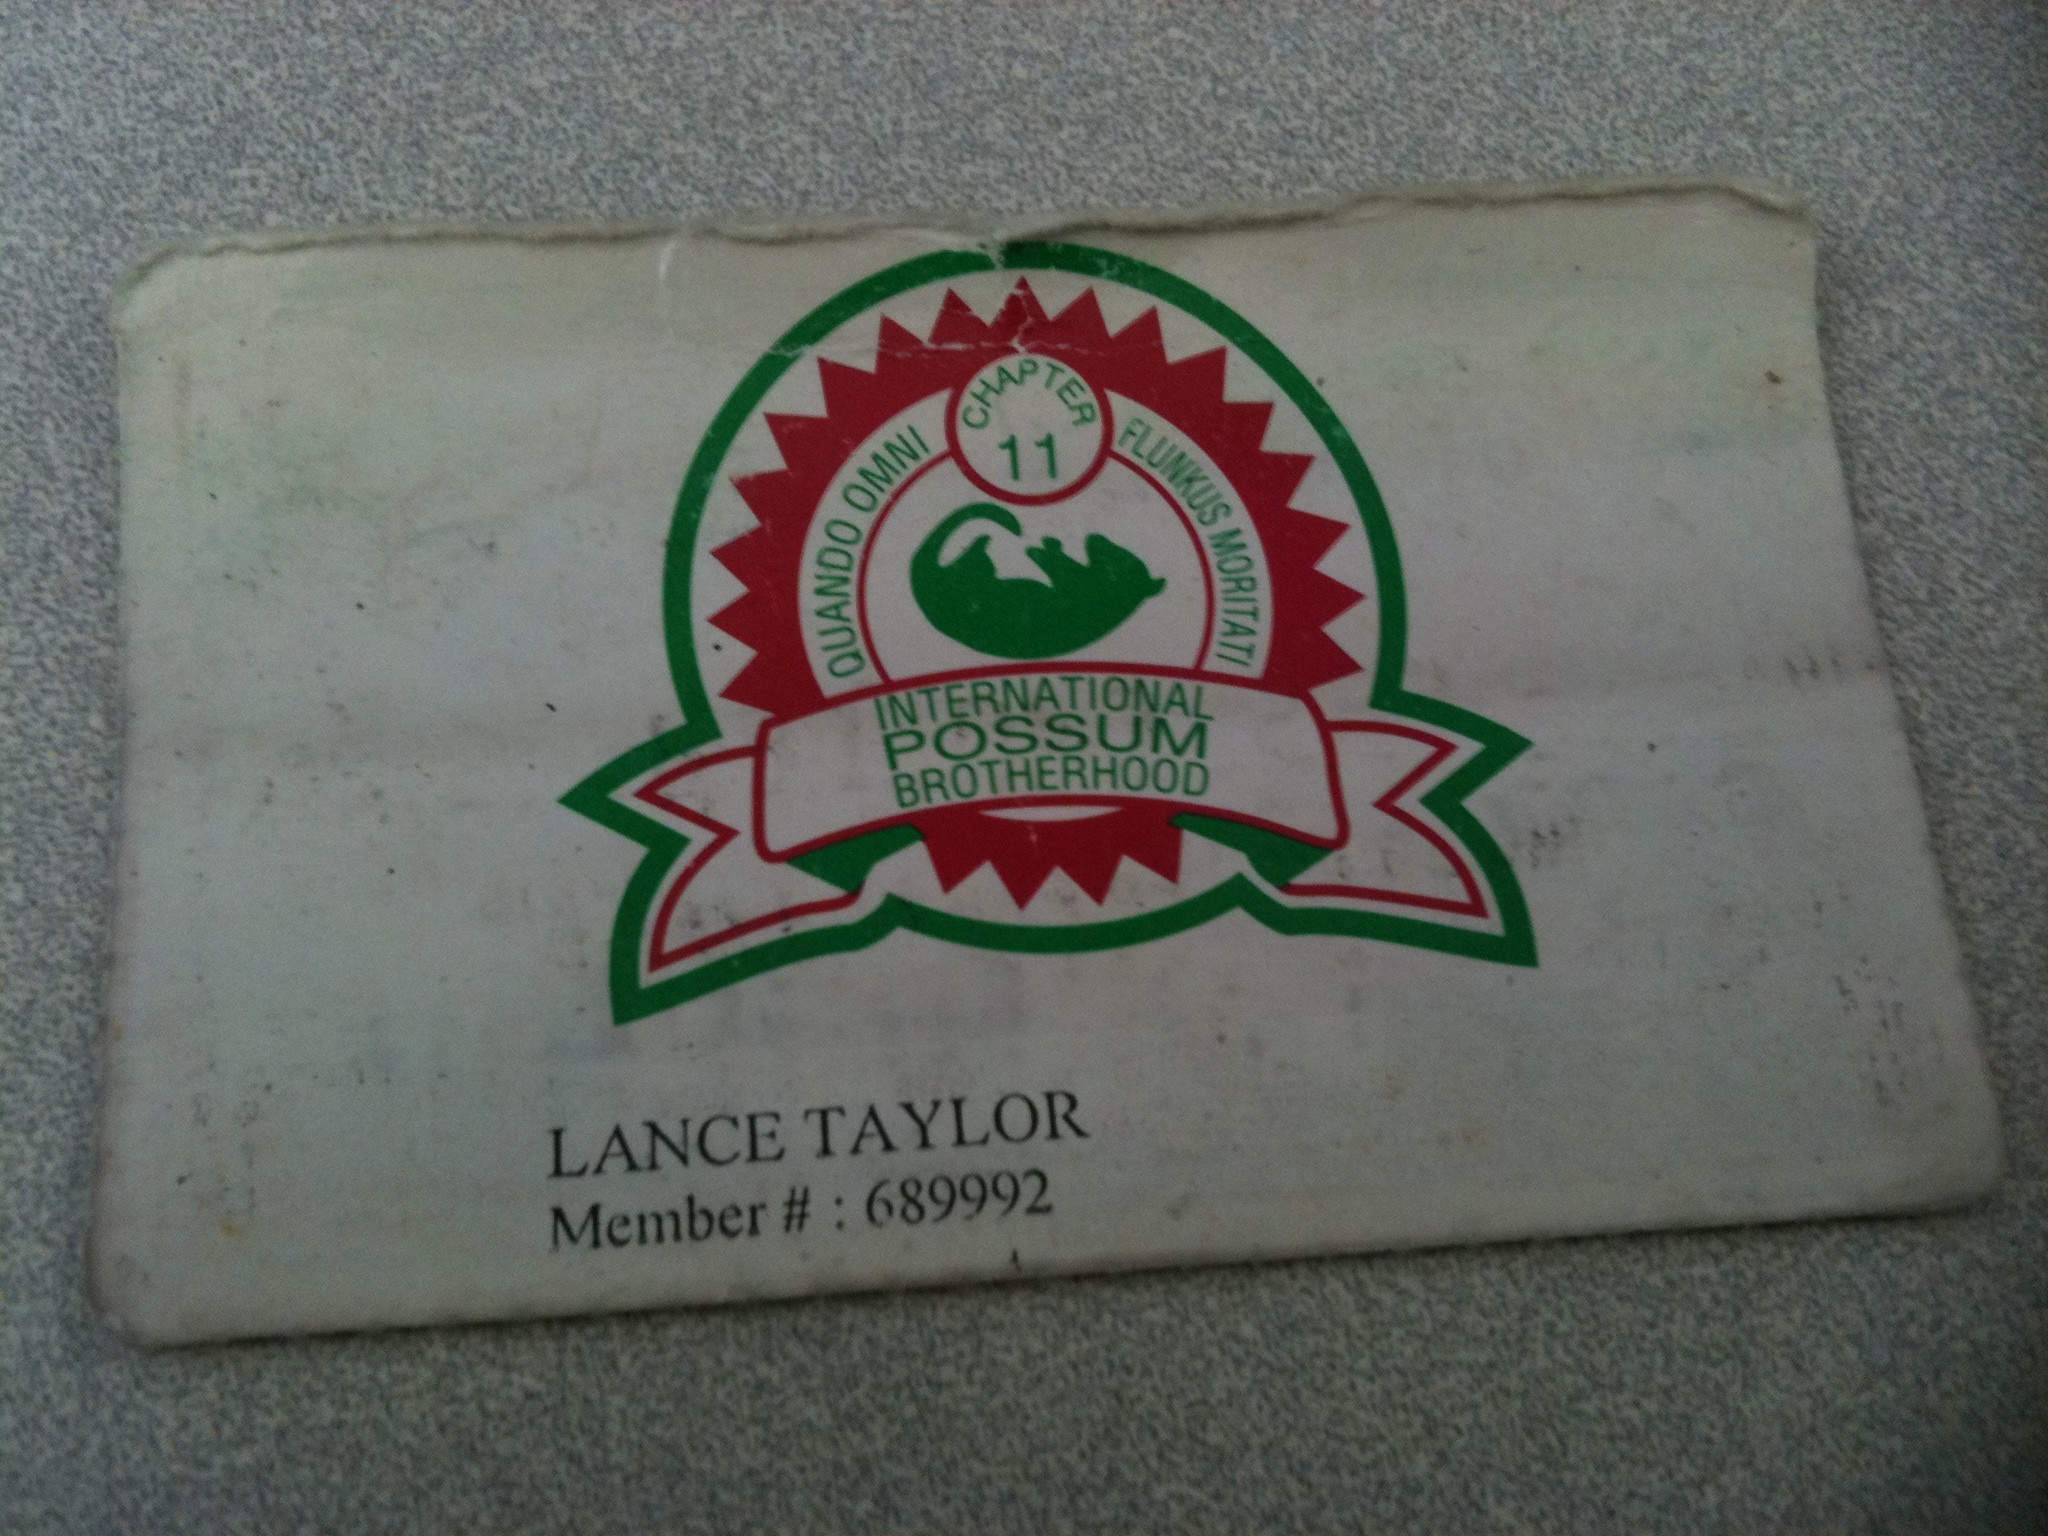 CHAPTER
11
QUANDO OMNI FLUNKUS MORITATI
INTERNATIONAL
POSSUM
BROTHERHOOD
LANCE TAYLOR
Member # : 689992